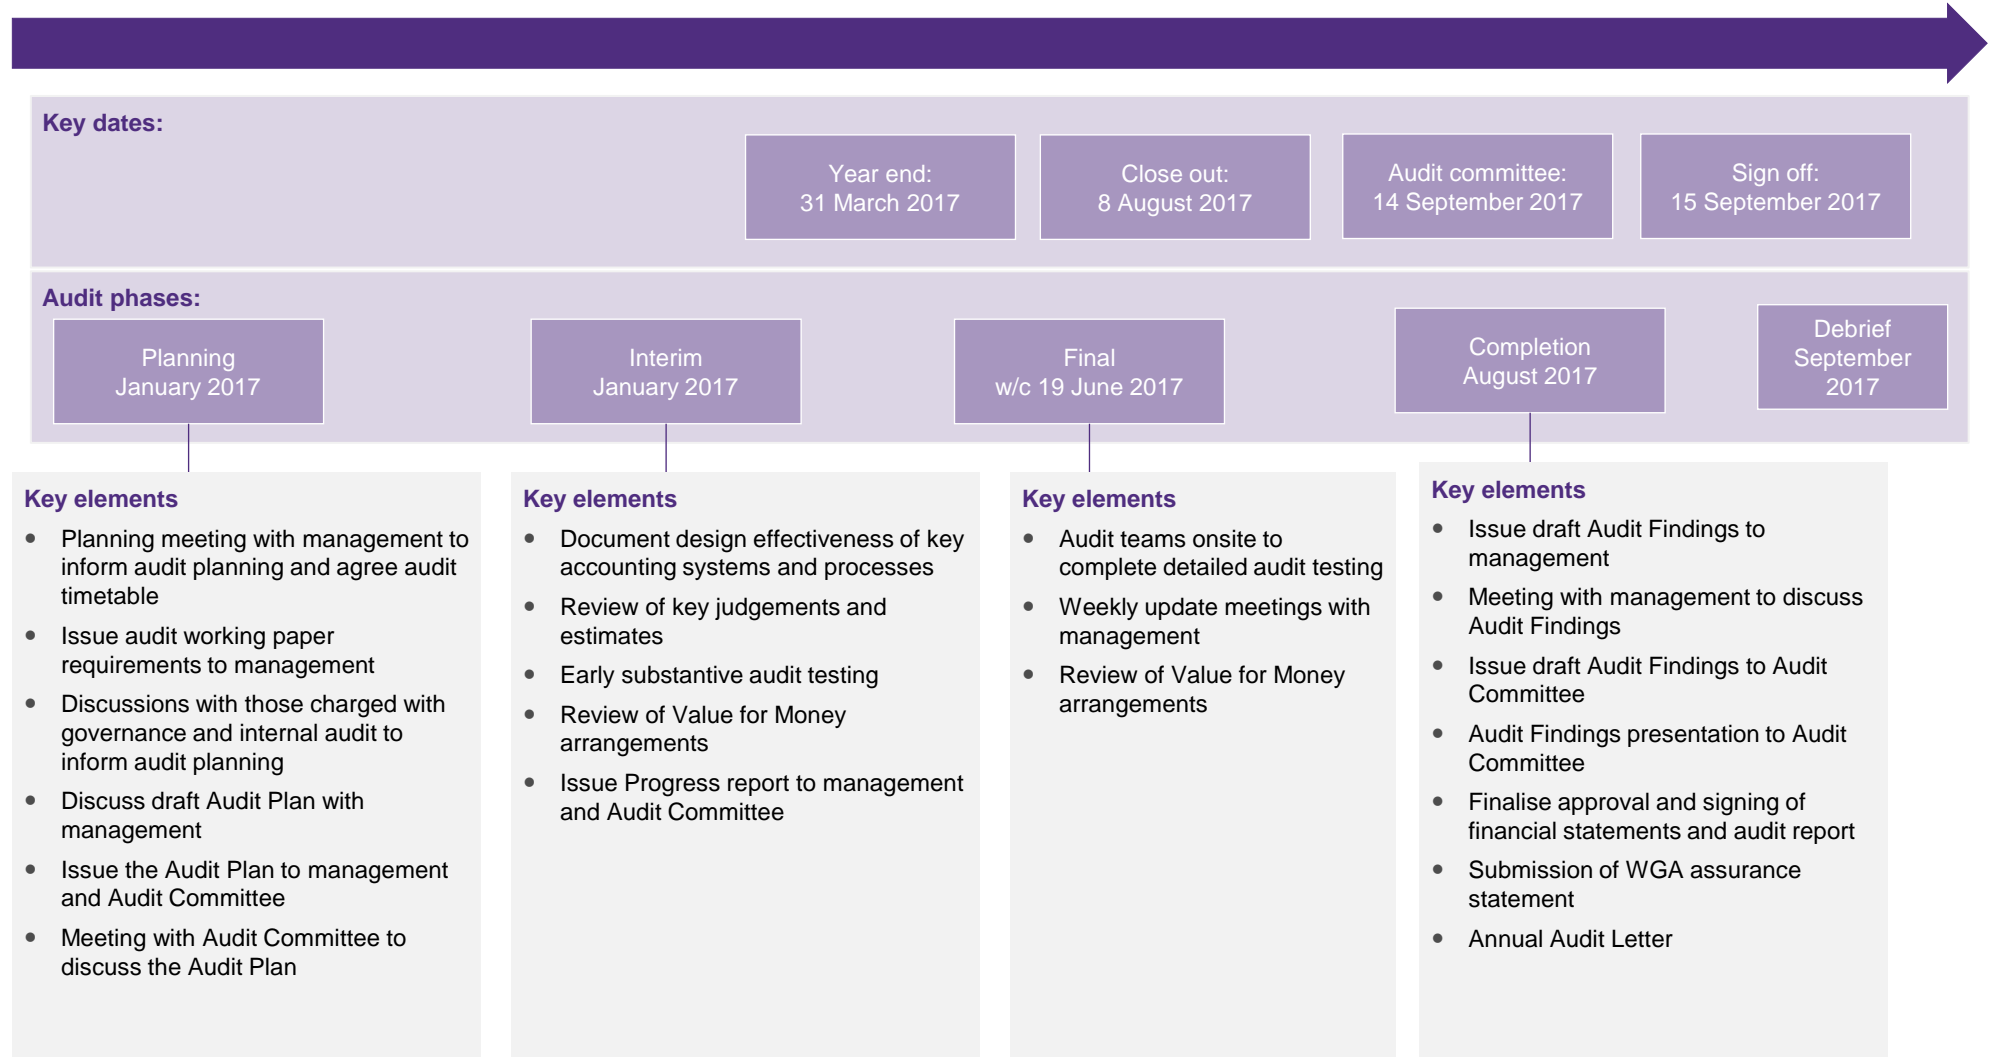 Key dates:
Year end:
31 March 2017
Close out:
8 August 2017
Audit committee:
14 September 2017
Sign off:
15 September 2017
Audit phases:
Planning
January 2017
Interim
January 2017
Final
w/c 19 June 2017
Completion
August 2017
Debrief
September
2017
Key elements
• Planning meeting with management to
inform audit planning and agree audit
timetable
• Issue audit working paper
requirements to management
• Discussions with those charged with
governance and internal audit to
inform audit planning
• Discuss draft Audit Plan with
management
• Issue the Audit Plan to management
and Audit Committee
• Meeting with Audit Committee to
discuss the Audit Plan
Key elements
• Document design effectiveness of key
accounting systems and processes
• Review of key judgements and
estimates
• Early substantive audit testing
• Review of Value for Money
arrangements
• Issue Progress report to management
and Audit Committee
Key elements
• Audit teams onsite to
complete detailed audit testing
• Weekly update meetings with
management
• Review of Value for Money
arrangements
Key elements
• Issue draft Audit Findings to
management
• Meeting with management to discuss
Audit Findings
• Issue draft Audit Findings to Audit
Committee
• Audit Findings presentation to Audit
Committee
• Finalise approval and signing of
financial statements and audit report
• Submission of WGA assurance
statement
• Annual Audit Letter